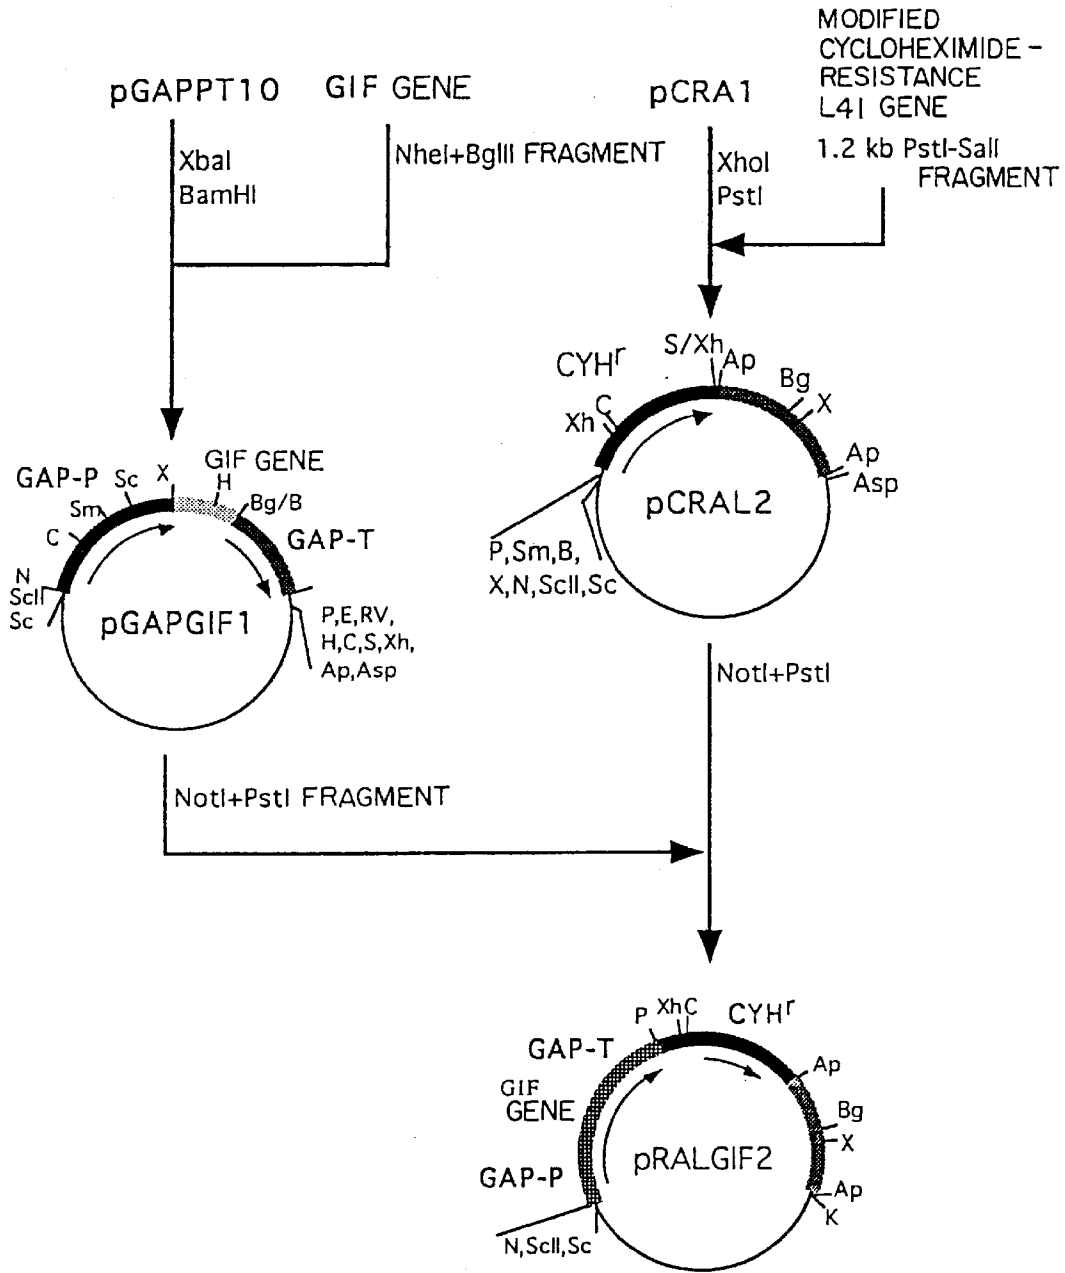 MODIFIED
CYCLOHEXIMIDE-
RESISTANCE
L41 GENE
1.2 kb PstI-SalI
FRAGMENT
pGAPPT10
GIF GENE
pCRA1
XbaI
BamHI
NheI+BglII FRAGMENT
XhoI
PstI
S/Xh
Ap
CYHr
Bg
X
C
Xh
Ap
Asp
pCRAL2
P,Sm,B,
X,N,ScII,Sc
GAP-P
Sc
X
GIF GENE
H
Sm
Bg/B
C
GAP-T
N
ScII
Sc
pGAPGIF1
P,E,RV,
H,C,S,Xh,
Ap,Asp
NotI+PstI
NotI+PstI FRAGMENT
P
XhC
CYHr
GAP-T
Ap
GIF
GENE
Bg
X
pRALGIF2
GAP-P
Ap
K
N,ScII,Sc